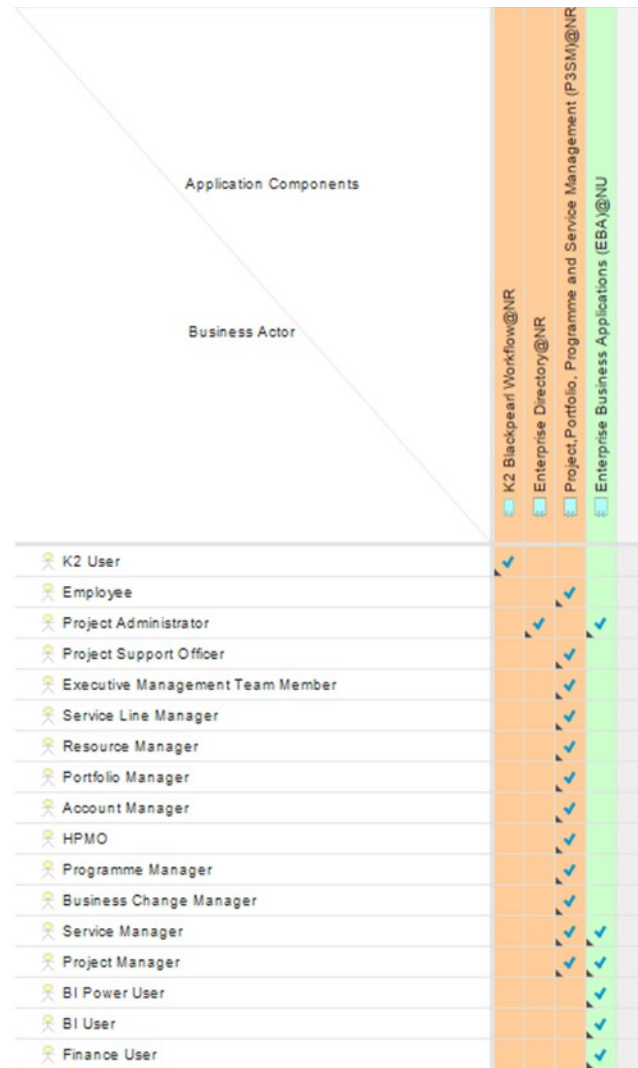 Application Components
Business Actor
K2 Blackpearl Workflow@NR
Enterprise Directory@NR
Project,Portfolio, Programme and Service Management (P3SM)@NR
Enterprise Business Applications (EBA)@NU
K2 User
Employee
Project Administrator
Project Support Officer
Executive Management Team Member
Service Line Manager
Resource Manager
Portfolio Manager
Account Manager
HPMO
Programme Manager
Business Change Manager
Service Manager
Project Manager
BI Power User
BI User
Finance User